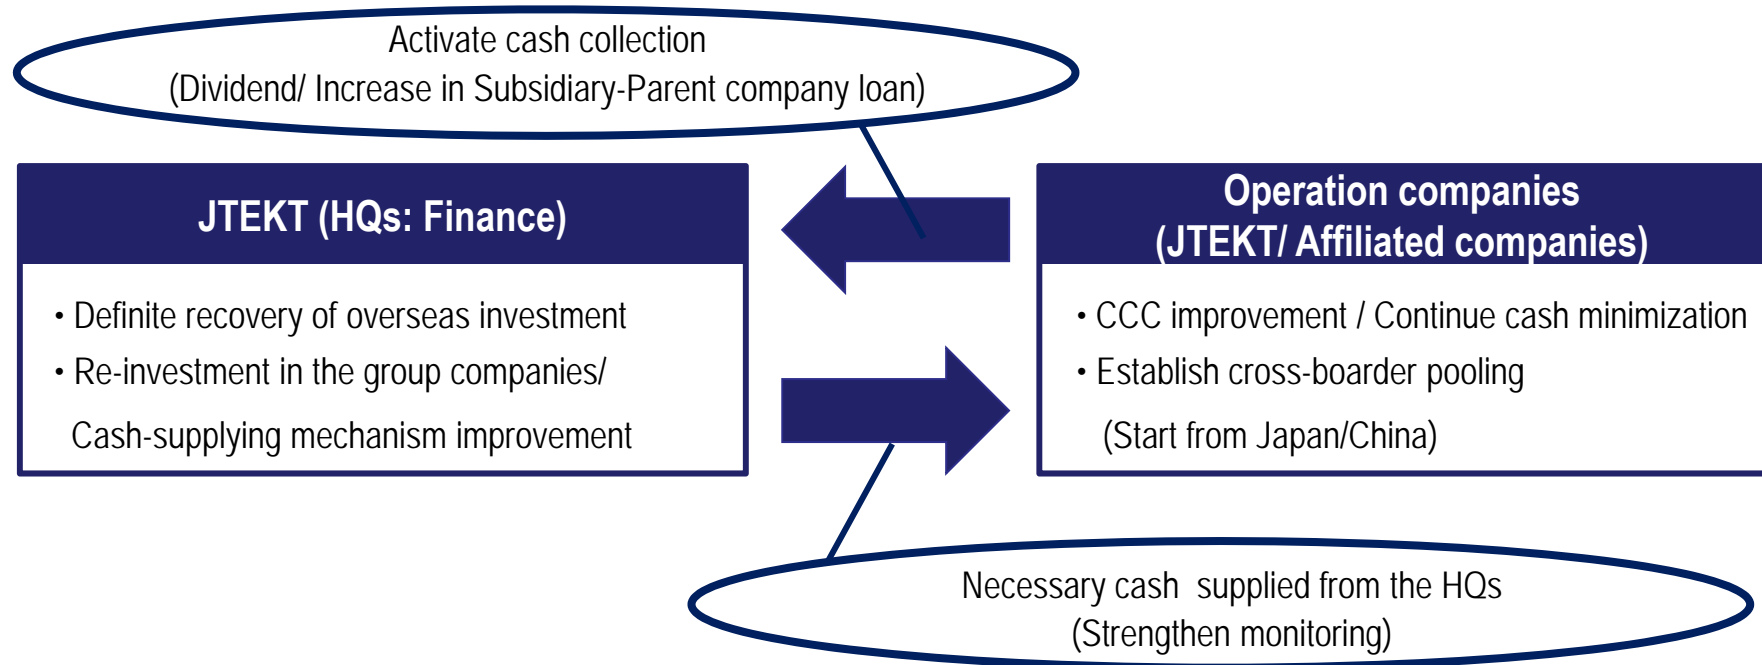 Activate cash collection
(Dividend/ Increase in Subsidiary-Parent company loan)
JTEKT (HQs: Finance)
・Definite recovery of overseas investment
・Re-investment in the group companies/
Cash-supplying mechanism improvement
Operation companies
(JTEKT/ Affiliated companies)
・CCC improvement / Continue cash minimization
・Establish cross-boarder pooling
(Start from Japan/China)
Necessary cash supplied from the HQs
(Strengthen monitoring)